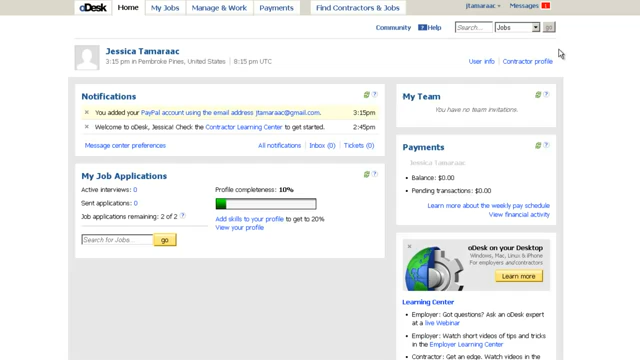 oDesk Home My Jobs Manage & Work Payments Find Contractors & Jobs jtamaraac Messages
Community Help Search... Jobs go
Jessica Tamaraac
3:15 pm in Pembroke Pines, United States | 8:15 pm UTC
User info Contractor profile
Notifications
You added your PayPal account using the email address jtamaraac@gmail.com. 3:15pm
Welcome to oDesk, Jessica! Check the Contractor Learning Center to get started. 2:45pm
Message center preferences All notifications Inbox (0) Tickets (0)
My Job Applications
Active interviews: 0
Sent applications: 0
Job applications remaining: 2 of 2
Search for Jobs... go
Profile completeness: 10%
Add skills to your profile to get to 20%
View your profile
My Team
You have no team invitations.
Payments
Jessica Tamaraac
Balance: $0.00
Pending transactions: $0.00
Learn more about the weekly pay schedule
View financial activity
oDesk on your Desktop
Windows, Mac, Linux & iPhone
For employers and/contractors
Learn more
Learning Center
Employer: Got questions? Ask an oDesk expert
at a live Webinar
Employer: Watch short videos of tips and tricks
in the Employer Learning Center
Contractor: Get an edge. Watch videos in the